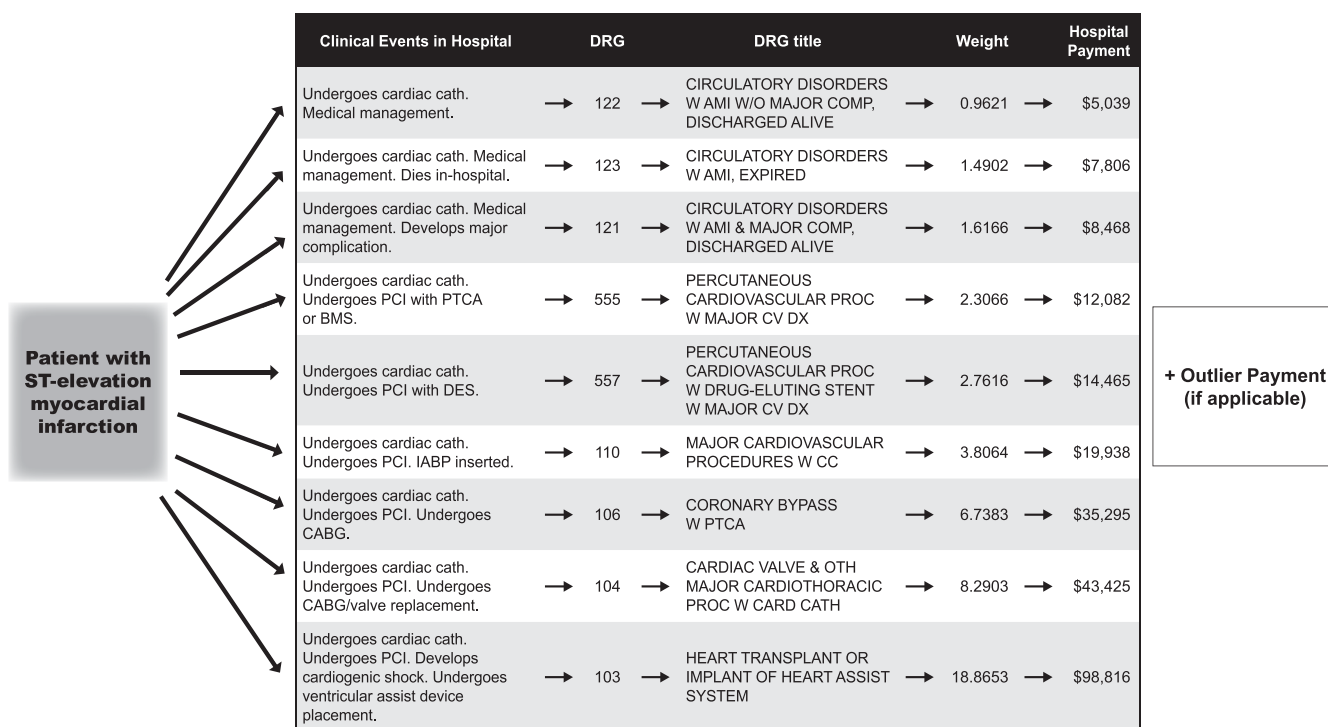 Clinical Events in Hospital DRG DRG title Weight Hospital
Payment
Undergoes cardiac cath.
Medical management.
122
CIRCULATORY DISORDERS
W AMI W/O MAJOR COMP,
DISCHARGED ALIVE
0.9621
$5,039
Undergoes cardiac cath. Medical
management. Dies in-hospital.
123
CIRCULATORY DISORDERS
W AMI, EXPIRED
1.4902
$7,806
Undergoes cardiac cath. Medical
management. Develops major
complication.
121
CIRCULATORY DISORDERS
W AMI & MAJOR COMP,
DISCHARGED ALIVE
1.6166
$8,468
Undergoes cardiac cath.
Undergoes PCI with PTCA
or BMS.
555
PERCUTANEOUS
CARDIOVASCULAR PROC
W MAJOR CV DX
2.3066
$12,082
Undergoes cardiac cath.
Undergoes PCI with DES.
557
PERCUTANEOUS
CARDIOVASCULAR PROC
W DRUG-ELUTING STENT
W MAJOR CV DX
2.7616
$14,465
Undergoes cardiac cath.
Undergoes PCI. IABP inserted.
110
MAJOR CARDIOVASCULAR
PROCEDURES W CC
3.8064
$19,938
Undergoes cardiac cath.
Undergoes PCI. Undergoes
CABG.
106
CORONARY BYPASS
W PTCA
6.7383
$35,295
Undergoes cardiac cath.
Undergoes PCI. Undergoes
CABG/valve replacement.
104
CARDIAC VALVE & OTH
MAJOR CARDIOTHORACIC
PROC W CARD CATH
8.2903
$43,425
Undergoes cardiac cath.
Undergoes PCI. Develops
cardiogenic shock. Undergoes
ventricular assist device
placement.
103
HEART TRANSPLANT OR
IMPLANT OF HEART ASSIST
SYSTEM
18.8653
$98,816
Patient with
ST-elevation
myocardial
infarction
+ Outlier Payment
(if applicable)